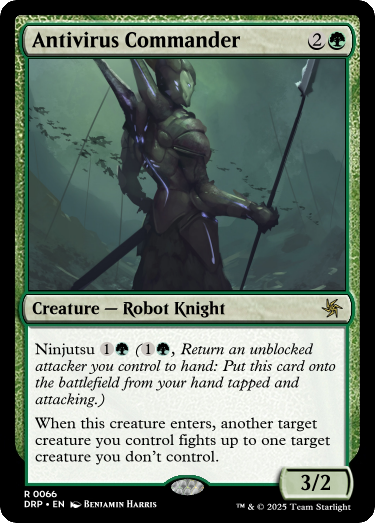 Antivirus Commander 2
Creature — Robot Knight
Ninjutsu 1 (1, Return an unblocked
attacker you control to hand: Put this card onto
the battlefield from your hand tapped and
attacking.)
When this creature enters, another target
creature you control fights up to one target
creature you don't control.
3/2
R 0066
DRP • EN Benjamin Harris
™ & © 2025 Team Starlight